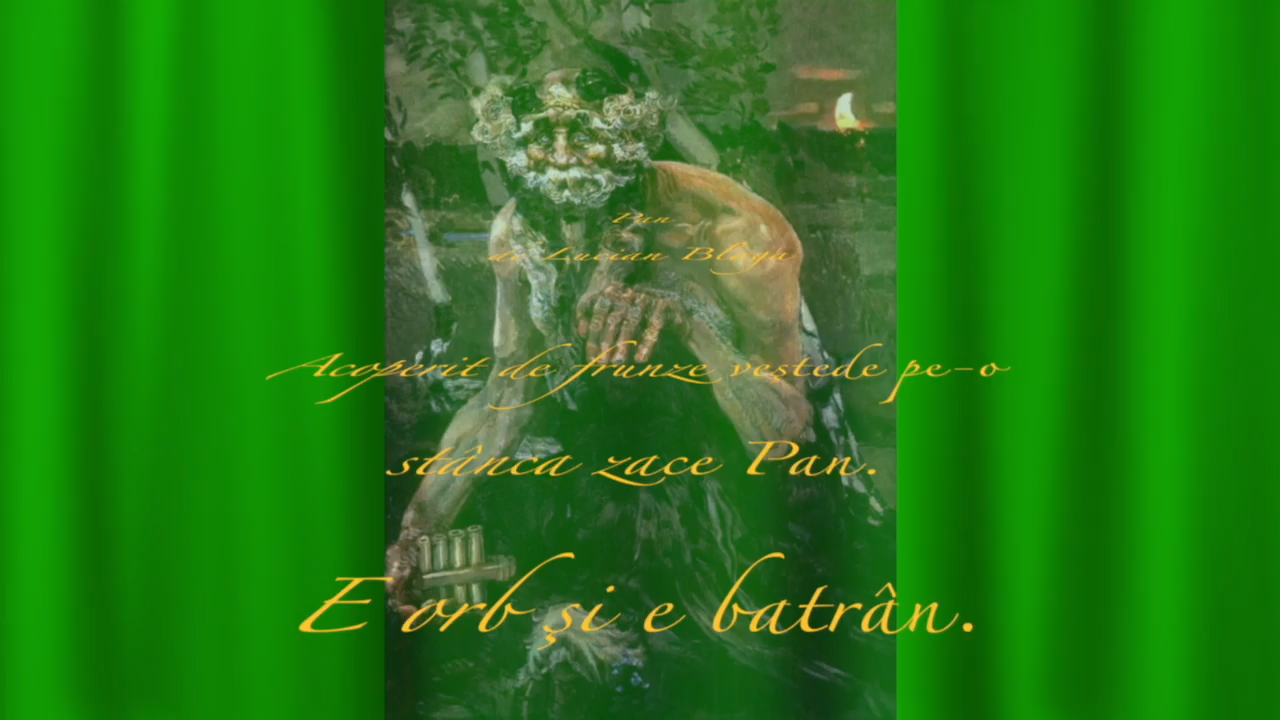 Pan
de Lucian Blaga
Acoperit de frunze veştede pe-o
stânca zace Pan.
E orb şi e batrân.